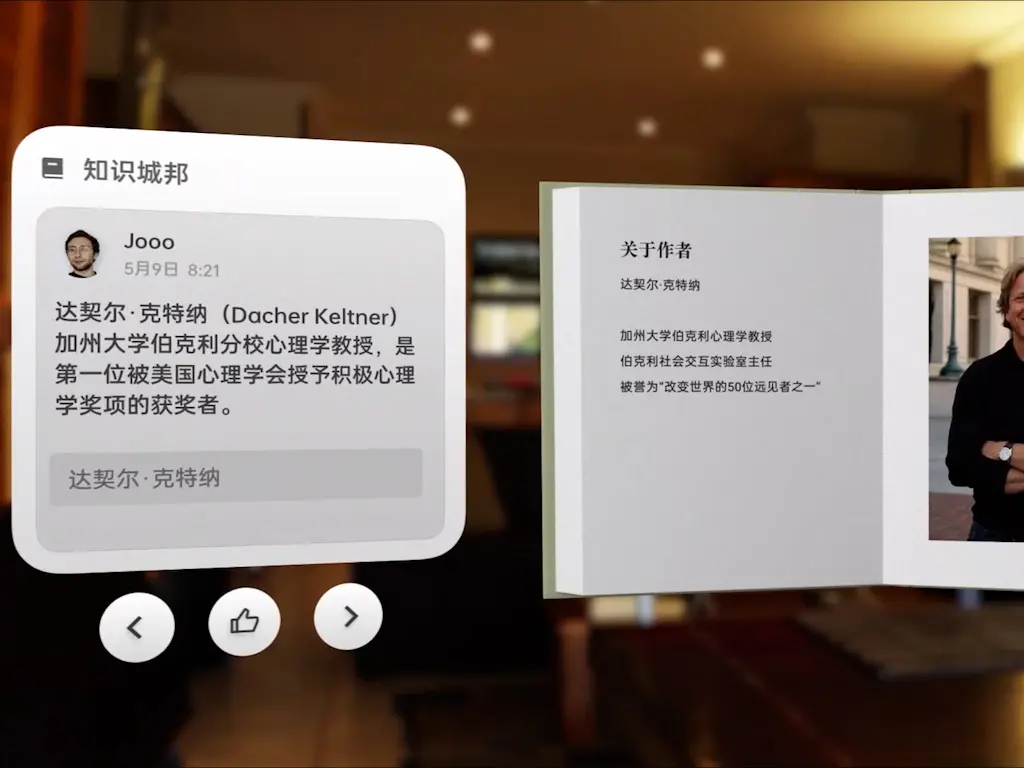 知识城邦
Jooo
5月9日 8:21
达契尔·克特纳（Dacher Keltner）
加州大学伯克利分校心理学教授，是
第一位被美国心理学会授予积极心理
学奖项的获奖者。
达契尔·克特纳
关于作者
达契尔·克特纳
加州大学伯克利心理学教授
伯克利社会交互实验室主任
被誉为“改变世界的50位远见者之一”